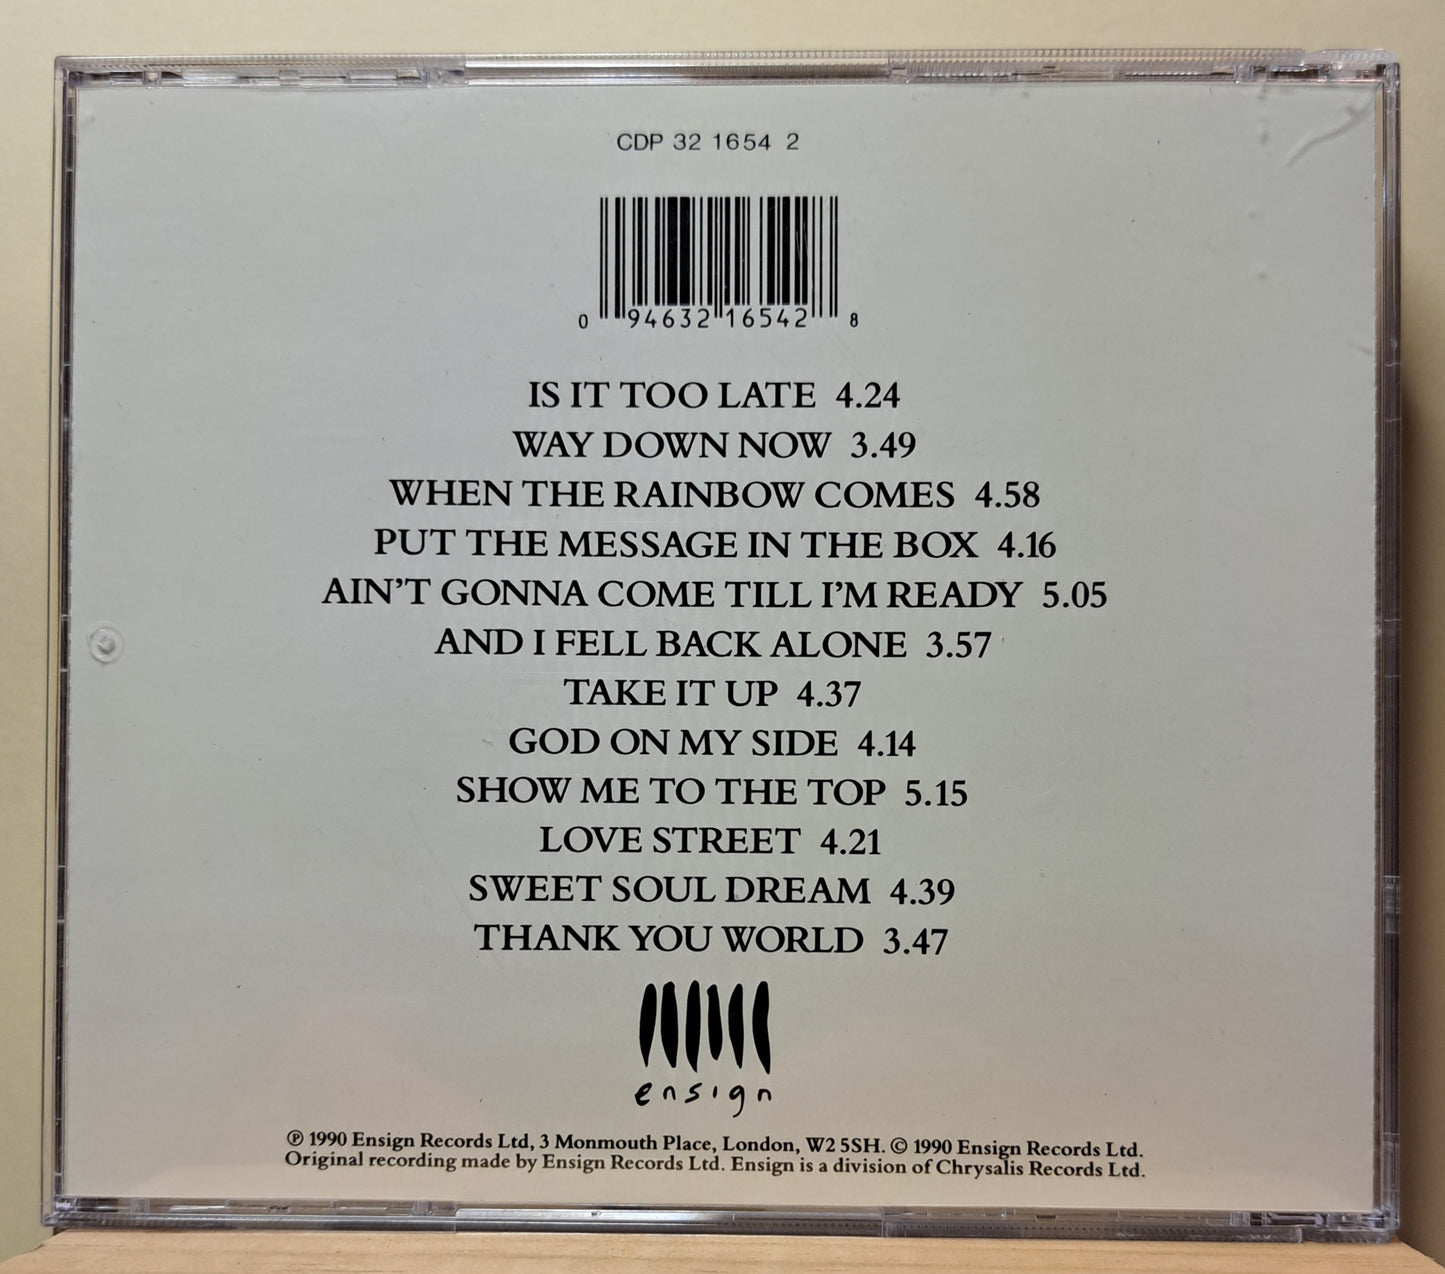 CDP 32 1654 2
0 94632 16542 8
IS IT TOO LATE 4.24
WAY DOWN NOW 3.49
WHEN THE RAINBOW COMES 4.58
PUT THE MESSAGE IN THE BOX 4.16
AIN'T GONNA COME TILL I'M READY 5.05
AND I FELL BACK ALONE 3.57
TAKE IT UP 4.37
GOD ON MY SIDE 4.14
SHOW ME TO THE TOP 5.15
LOVE STREET 4.21
SWEET SOUL DREAM 4.39
THANK YOU WORLD 3.47
ensign
℗ 1990 Ensign Records Ltd, 3 Monmouth Place, London, W2 5SH. © 1990 Ensign Records Ltd.
Original recording made by Ensign Records Ltd. Ensign is a division of Chrysalis Records Ltd.